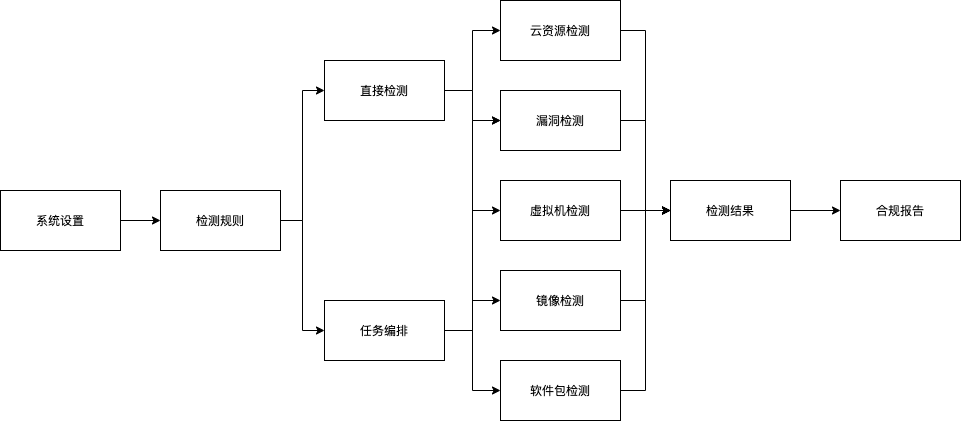 系统设置
检测规则
直接检测
任务编排
云资源检测
漏洞检测
虚拟机检测
镜像检测
软件包检测
检测结果
合规报告